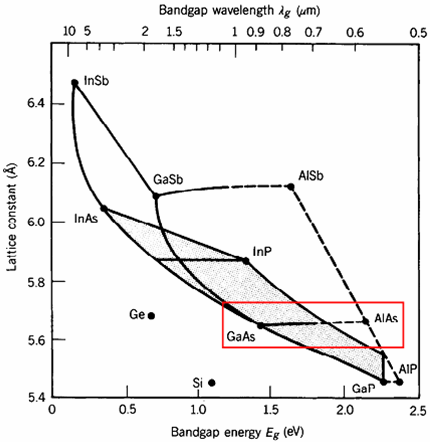 Bandgap wavelength λg (μm)
10 5 2 1.5 1 0.9 0.8 0.7 0.6 0.5
InSb
6.4
6.2
GaSb
AlSb
Lattice constant (Å)
InAs
6.0
InP
5.8
Ge
AlAs
5.6
GaAs
AlP
Si
GaP
5.4
0 0.5 1.0 1.5 2.0 2.5
Bandgap energy Eg (eV)